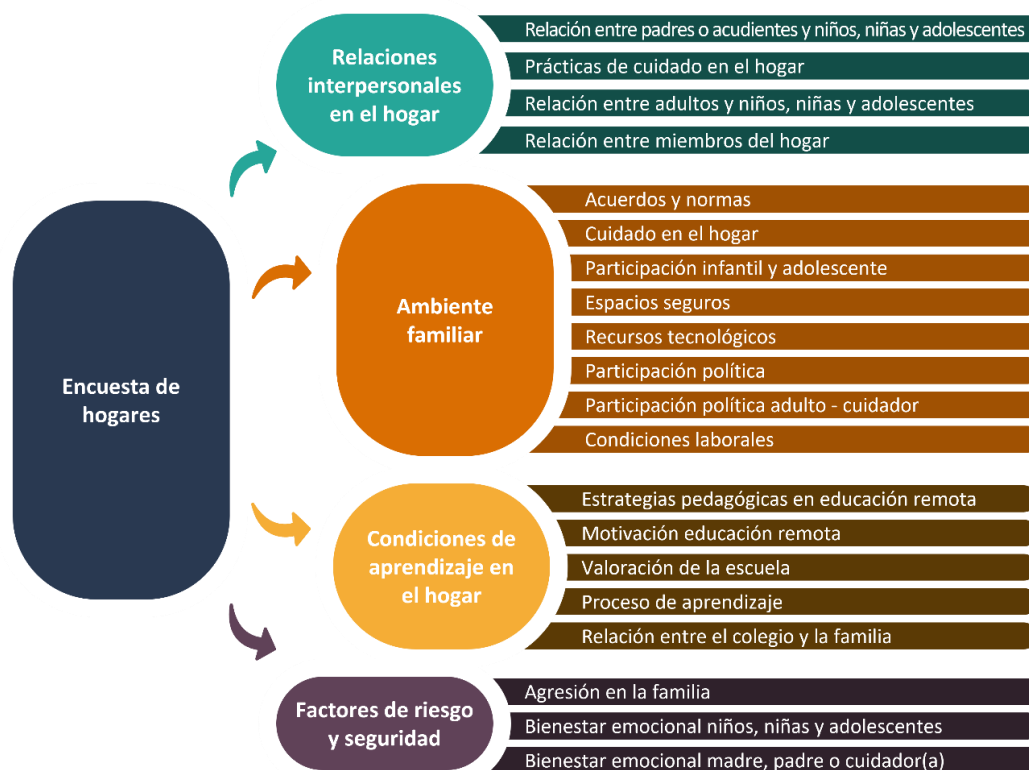 Encuesta de
hogares
Relaciones
interpersonales
en el hogar
Relación entre padres o acudientes y niños, niñas y adolescentes
Prácticas de cuidado en el hogar
Relación entre adultos y niños, niñas y adolescentes
Relación entre miembros del hogar
Ambiente
familiar
Acuerdos y normas
Cuidado en el hogar
Participación infantil y adolescente
Espacios seguros
Recursos tecnológicos
Participación política
Participación política adulto - cuidador
Condiciones laborales
Condiciones de
aprendizaje en
el hogar
Estrategias pedagógicas en educación remota
Motivación educación remota
Valoración de la escuela
Proceso de aprendizaje
Relación entre el colegio y la familia
Factores de riesgo
y seguridad
Agresión en la familia
Bienestar emocional niños, niñas y adolescentes
Bienestar emocional madre, padre o cuidador(a)